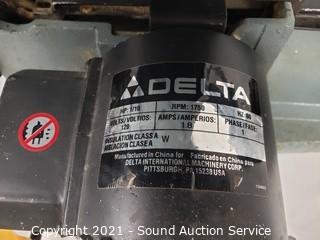 DELTA
HP: 1/10 RPM: 1750 HZ 60
VOLTS/VOLTIOS: AMPS/AMPERIOS: PHASE/FASE:
120 1.8 1
INSULATION CLASS A W
AISLACION CLASE A
Manufactured in China for Fabricado en China para
DELTA INTERNATIONAL MACHINERY CORP.
PITTSBURGH, PA 15238 USA
Copyright 2021 - Sound Auction Service